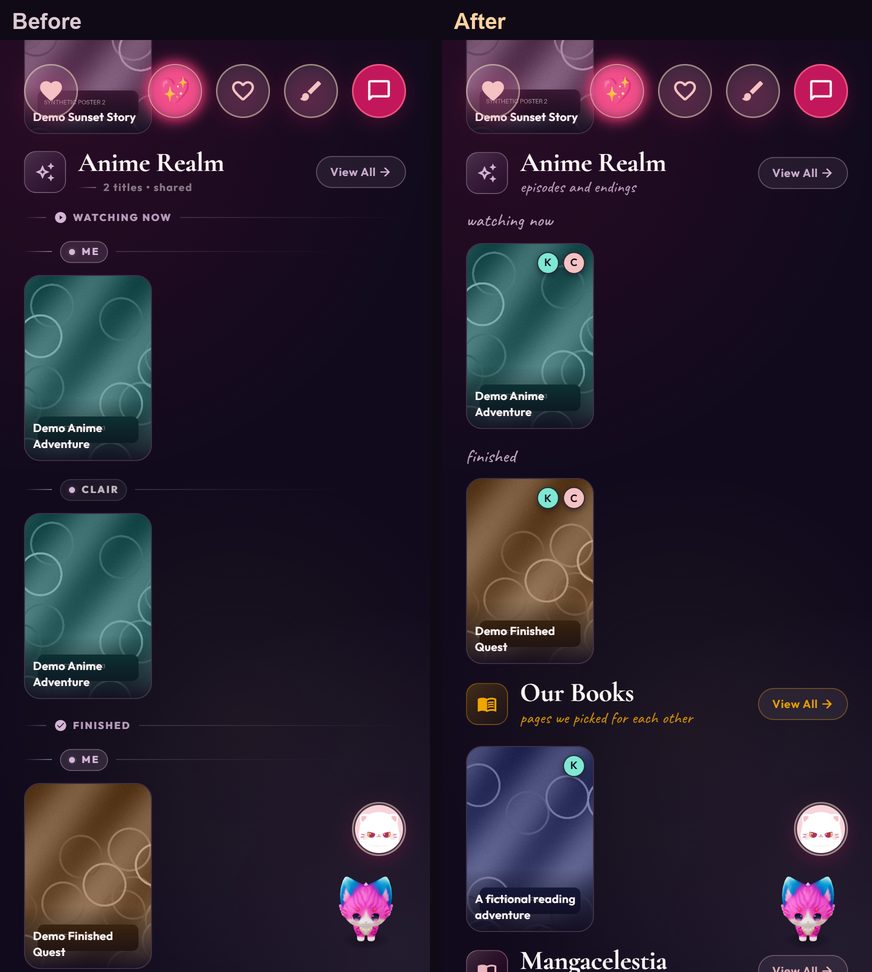 Before
SYNTHETIC POSTER 2
Demo Sunset Story
Anime Realm
2 titles • shared
View All →
WATCHING NOW
ME
Demo Anime
Adventure
CLAIR
Demo Anime
Adventure
FINISHED
ME
Demo Finished
Quest
After
SYNTHETIC POSTER 2
Demo Sunset Story
Anime Realm
episodes and endings
View All →
watching now
K C
Demo Anime
Adventure
finished
K C
Demo Finished
Quest
Our Books
pages we picked for each other
View All →
K
A fictional reading
adventure
Mangacelestia
View All →